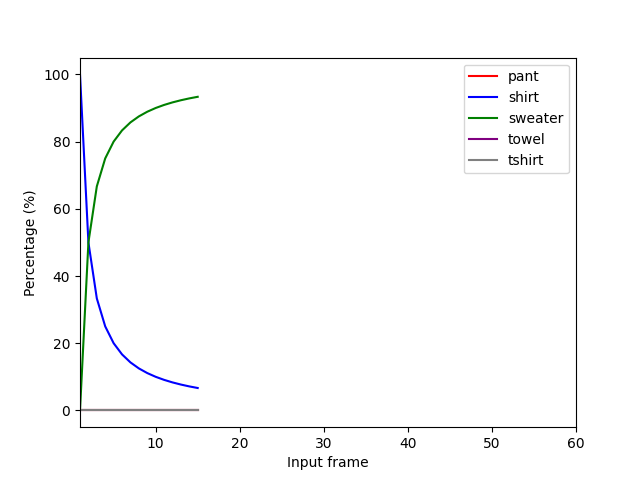 100
80
60
40
20
0
Percentage (%)
10 20 30 40 50 60
Input frame
pant
shirt
sweater
towel
tshirt